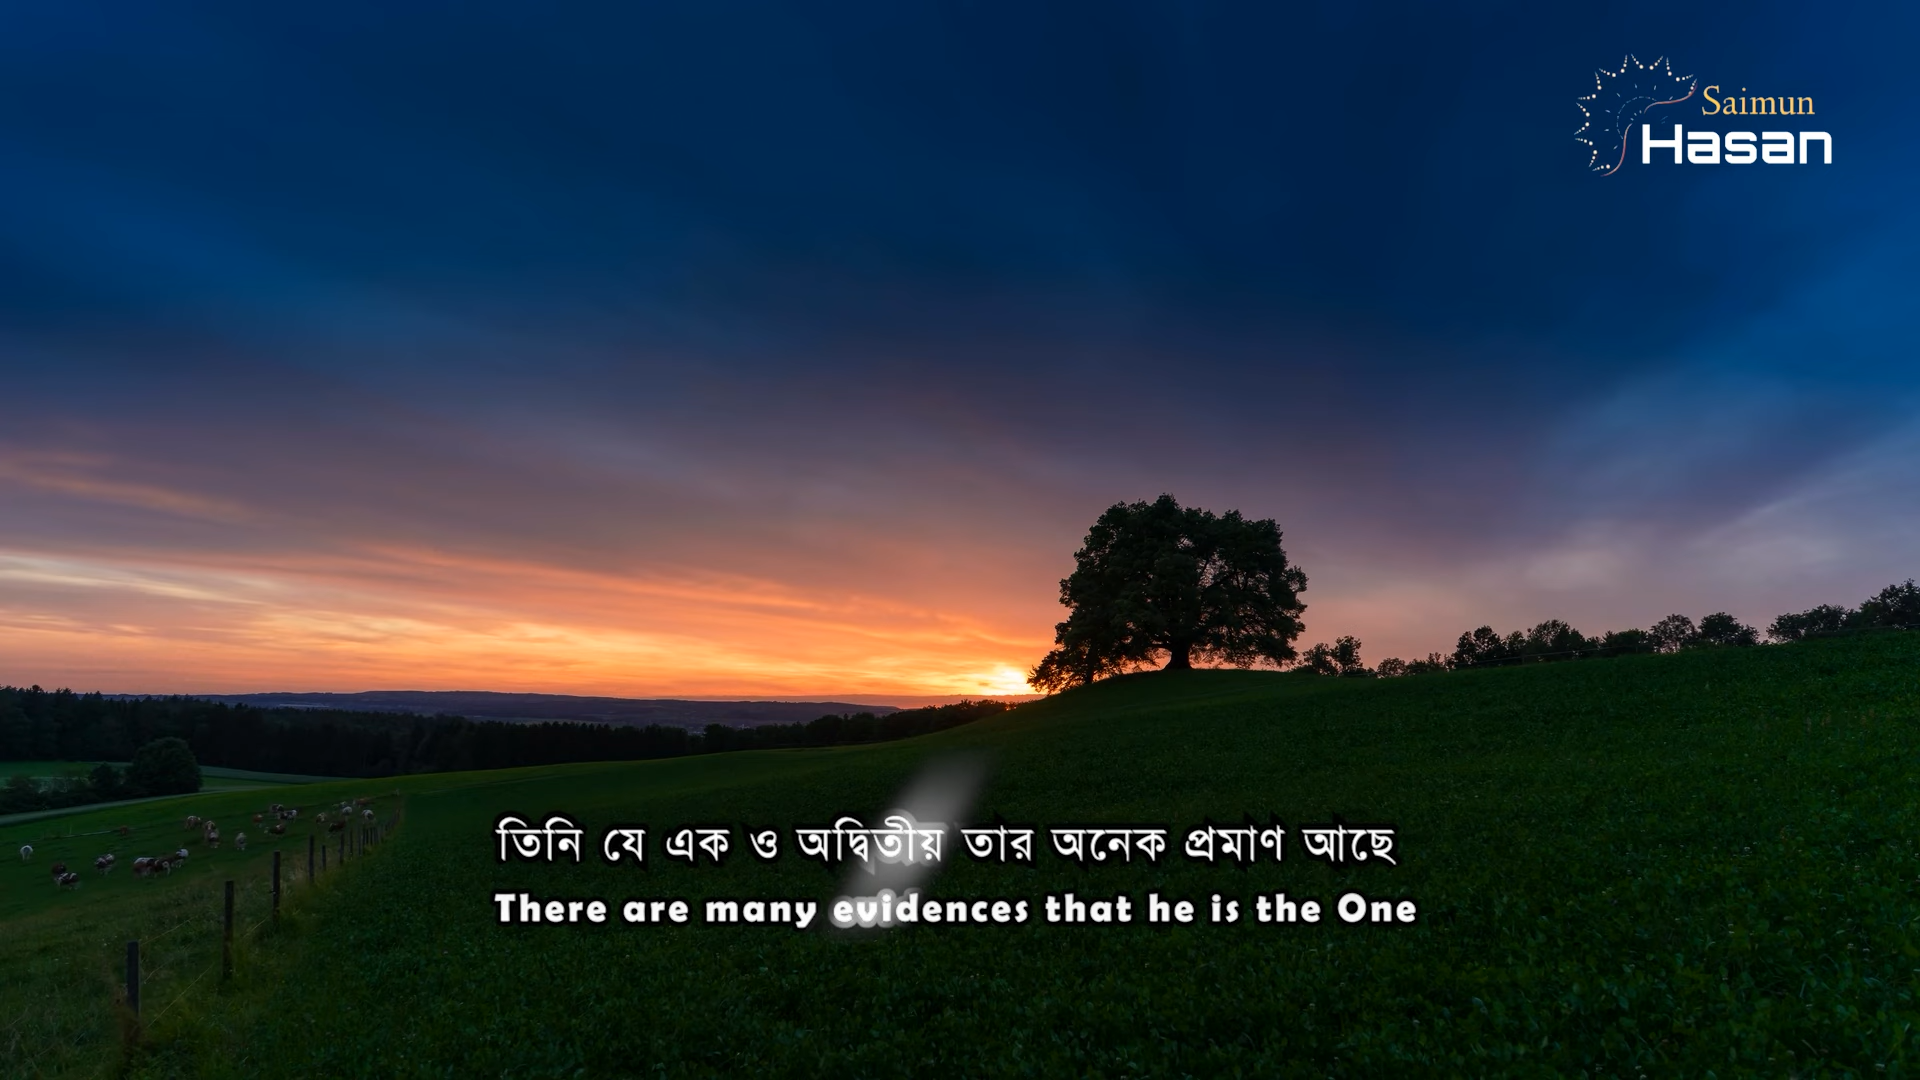 Saimun
Hasan
তিনি যে এক ও অদ্বিতীয় তার অনেক প্রমাণ আছে
There are many evidences that he is the One